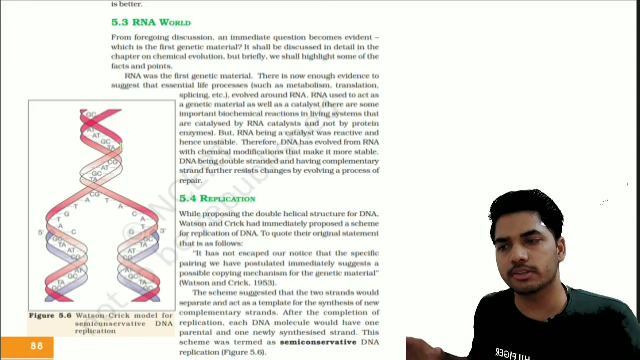 is better.
5.3 RNA WORLD
From foregoing discussion, an immediate question becomes evident –
which is the first genetic material? It shall be discussed in detail in the
chapter on chemical evolution, but briefly, we shall highlight some of the
facts and points.
RNA was the first genetic material. There is now enough evidence to
suggest that essential life processes (such as metabolism, translation,
splicing, etc.), evolved around RNA. RNA used to act as
a genetic material as well as a catalyst (there are some
important biochemical reactions in living systems that
are catalysed by RNA catalysts and not by protein
enzymes). But, RNA being a catalyst was reactive and
hence unstable. Therefore, DNA has evolved from RNA
with chemical modifications that make it more stable.
DNA being double stranded and having complementary
strand further resists changes by evolving a process of
repair.
5.4 REPLICATION
While proposing the double helical structure for DNA,
Watson and Crick had immediately proposed a scheme
for replication of DNA. To quote their original statement
that is as follows:
"It has not escaped our notice that the specific
pairing we have postulated immediately suggests a
possible copying mechanism for the genetic material"
(Watson and Crick, 1953).
The scheme suggested that the two strands would
separate and act as a template for the synthesis of new
complementary strands. After the completion of
replication, each DNA molecule would have one
parental and one newly synthesised strand. This
scheme was termed as semiconservative DNA
replication (Figure 5.6).
Figure 5.6 Watson-Crick model for
semiconservative DNA
replication
88